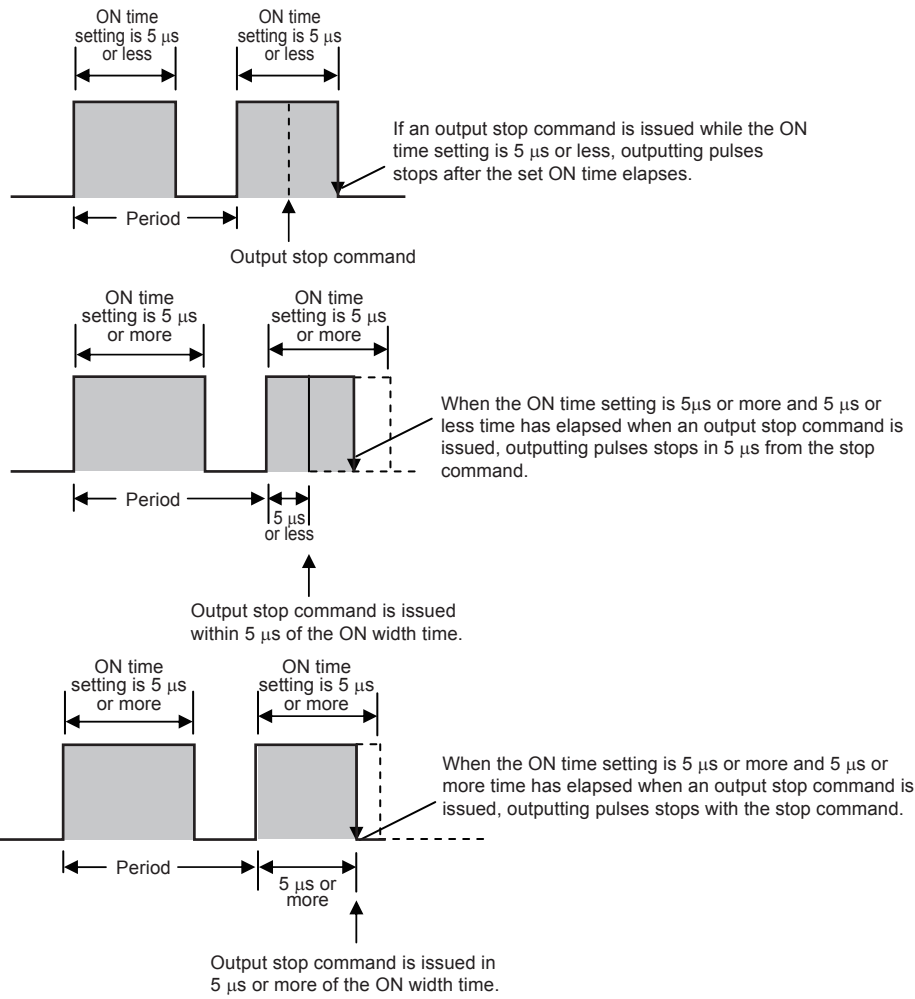 ON time
setting is 5 μs
or less
ON time
setting is 5 μs
or less
If an output stop command is issued while the ON
time setting is 5 μs or less, outputting pulses
stops after the set ON time elapses.
Period
Output stop command
ON time
setting is 5 μs
or more
ON time
setting is 5 μs
or more
When the ON time setting is 5μs or more and 5 μs or
less time has elapsed when an output stop command is
issued, outputting pulses stops in 5 μs from the stop
command.
Period
5 μs
or less
Output stop command is issued
within 5 μs of the ON width time.
ON time
setting is 5 μs
or more
ON time
setting is 5 μs
or more
When the ON time setting is 5 μs or more and 5 μs or
more time has elapsed when an output stop command is
issued, outputting pulses stops with the stop command.
Period
5 μs or
more
Output stop command is issued in
5 μs or more of the ON width time.